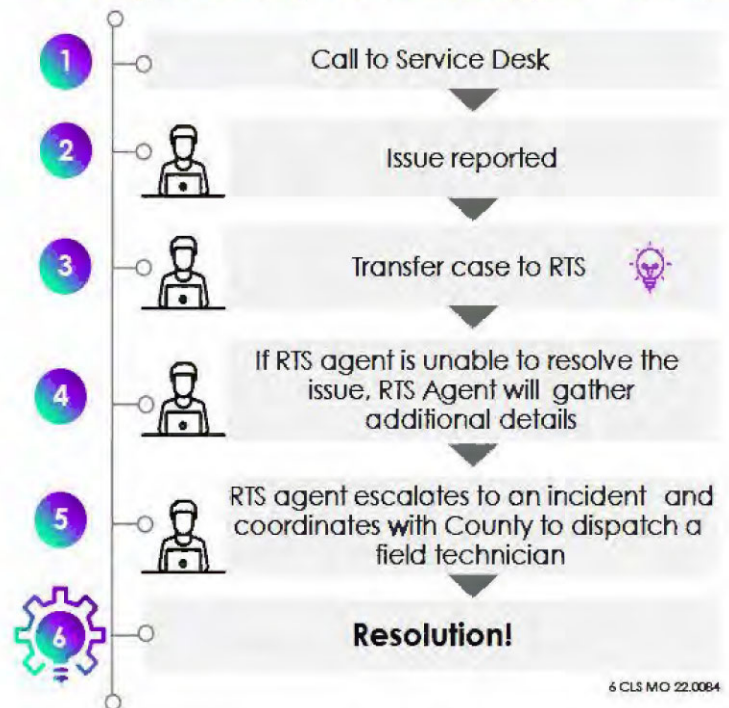 1
Call to Service Desk
2
Issue reported
3
Transfer case to RTS
4
If RTS agent is unable to resolve the
issue, RTS Agent will gather
additional details
5
RTS agent escalates to an incident and
coordinates with County to dispatch a
field technician
6
Resolution!
6 CLS MO 22.0084